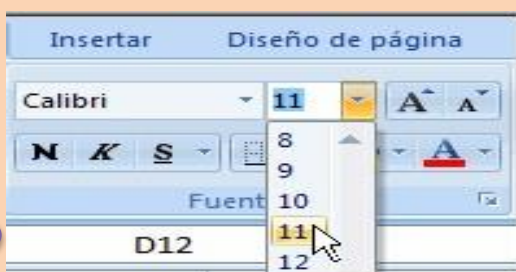 Insertar Diseño de página
Calibri 11 A A
N K S A
8
9
Fuent 10
11
D12
12